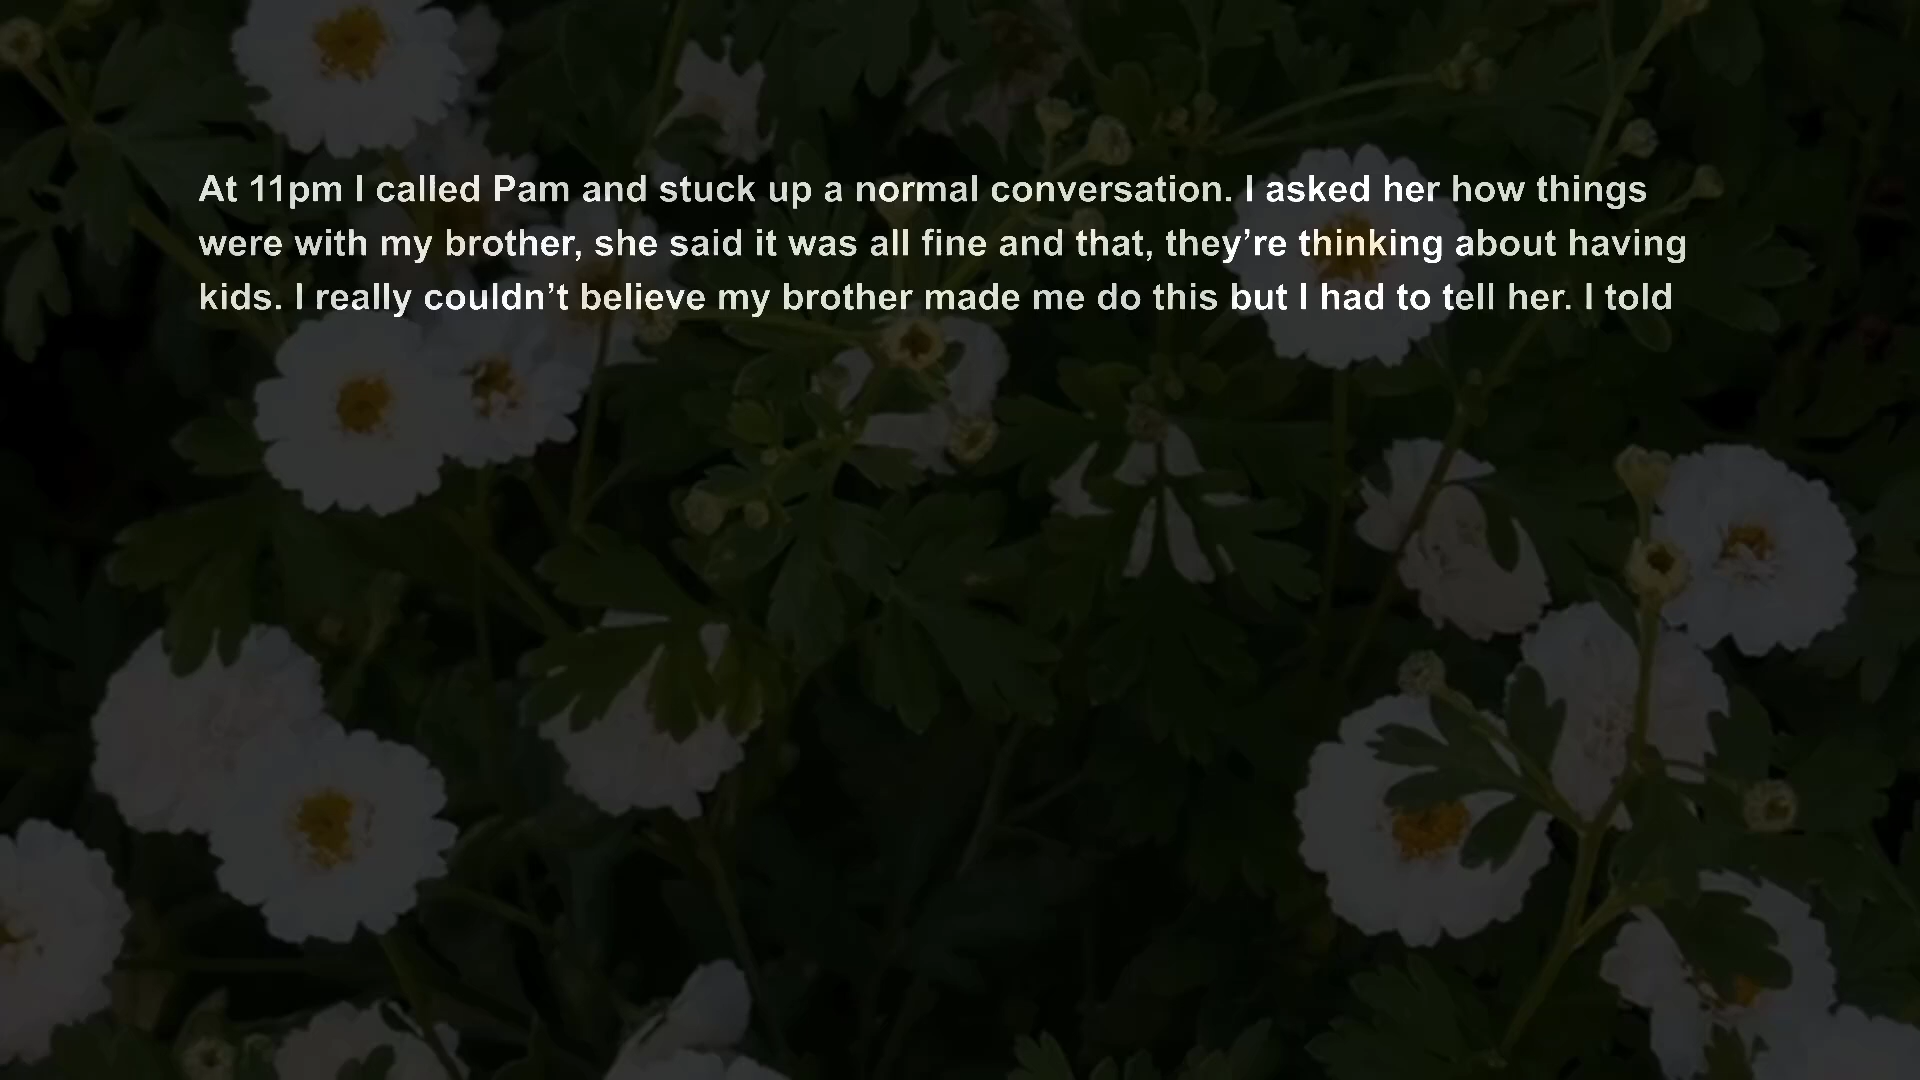 At 11pm I called Pam and stuck up a normal conversation. I asked her how things
were with my brother, she said it was all fine and that, they’re thinking about having
kids. I really couldn’t believe my brother made me do this but I had to tell her. I told